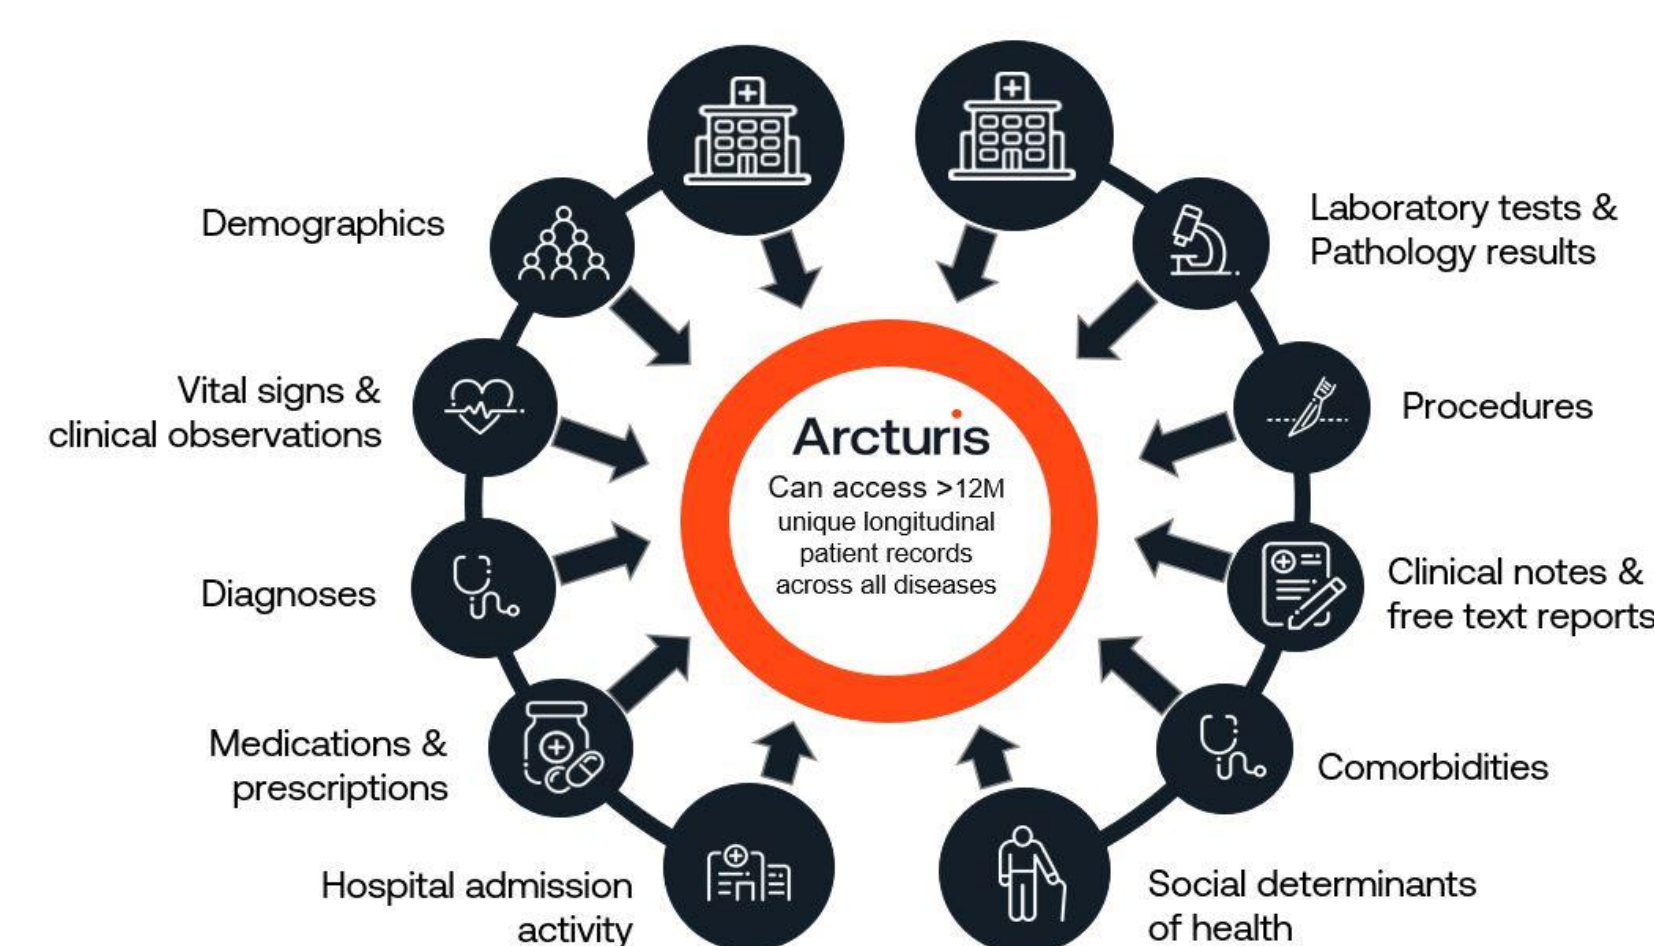 Demographics
Vital signs &
clinical observations
Diagnoses
Medications &
prescriptions
Hospital admission
activity
Arcturis
Can access >12M
unique longitudinal
patient records
across all diseases
Laboratory tests &
Pathology results
Procedures
Clinical notes &
free text reports
Comorbidities
Social determinants
of health